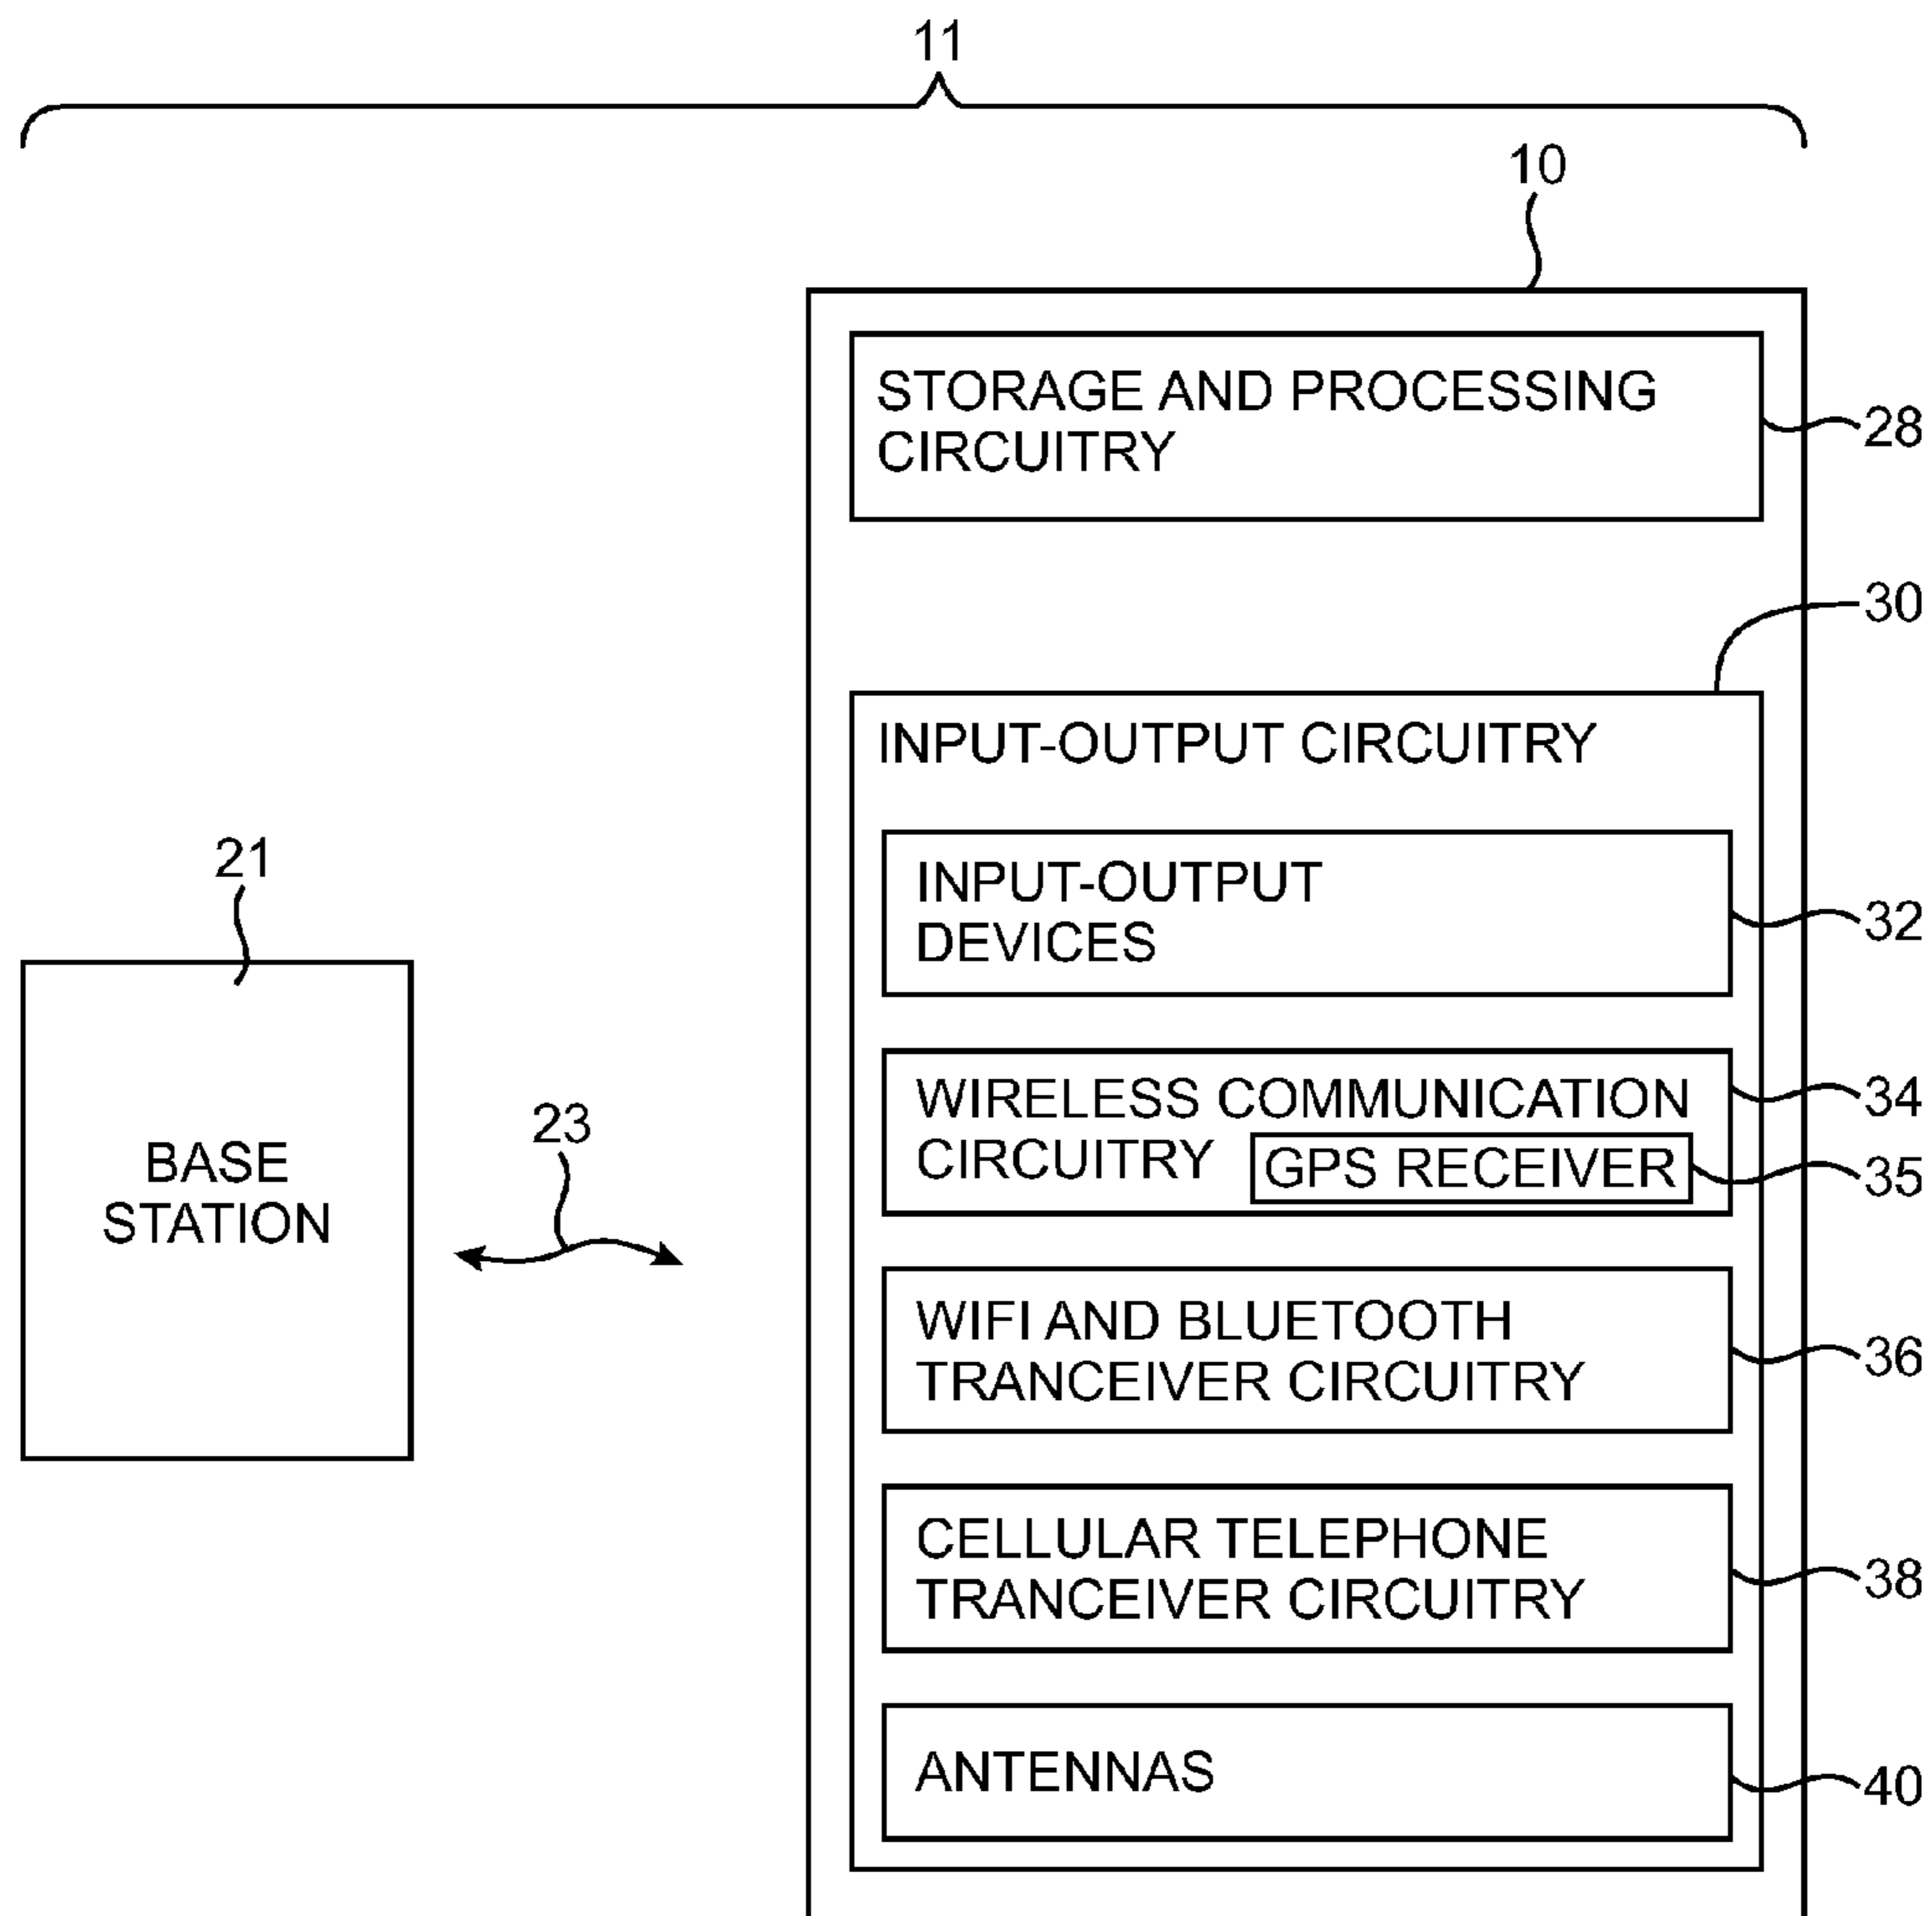 11
10
STORAGE AND PROCESSING
CIRCUITRY
28
30
INPUT-OUTPUT CIRCUITRY
INPUT-OUTPUT
DEVICES
32
21
BASE
STATION
23
WIRELESS COMMUNICATION
CIRCUITRY
34
GPS RECEIVER
35
WIFI AND BLUETOOTH
TRANCEIVER CIRCUITRY
36
CELLULAR TELEPHONE
TRANCEIVER CIRCUITRY
38
ANTENNAS
40